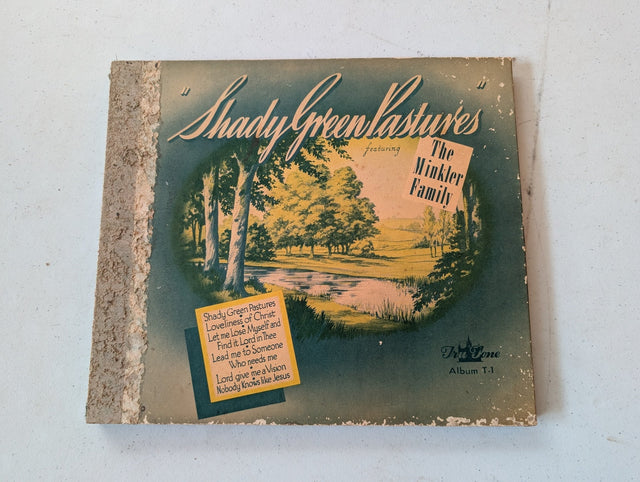 "Shady Green Pastures"
featuring
The
Minkler
Family
Shady Green Pastures
Loveliness of Christ
Let me Lose Myself and
Find it Lord in Thee
Lead me to Someone
Who needs me
Lord give me a Vision
Nobody Knows like Jesus
Tru Tone
Album T-1